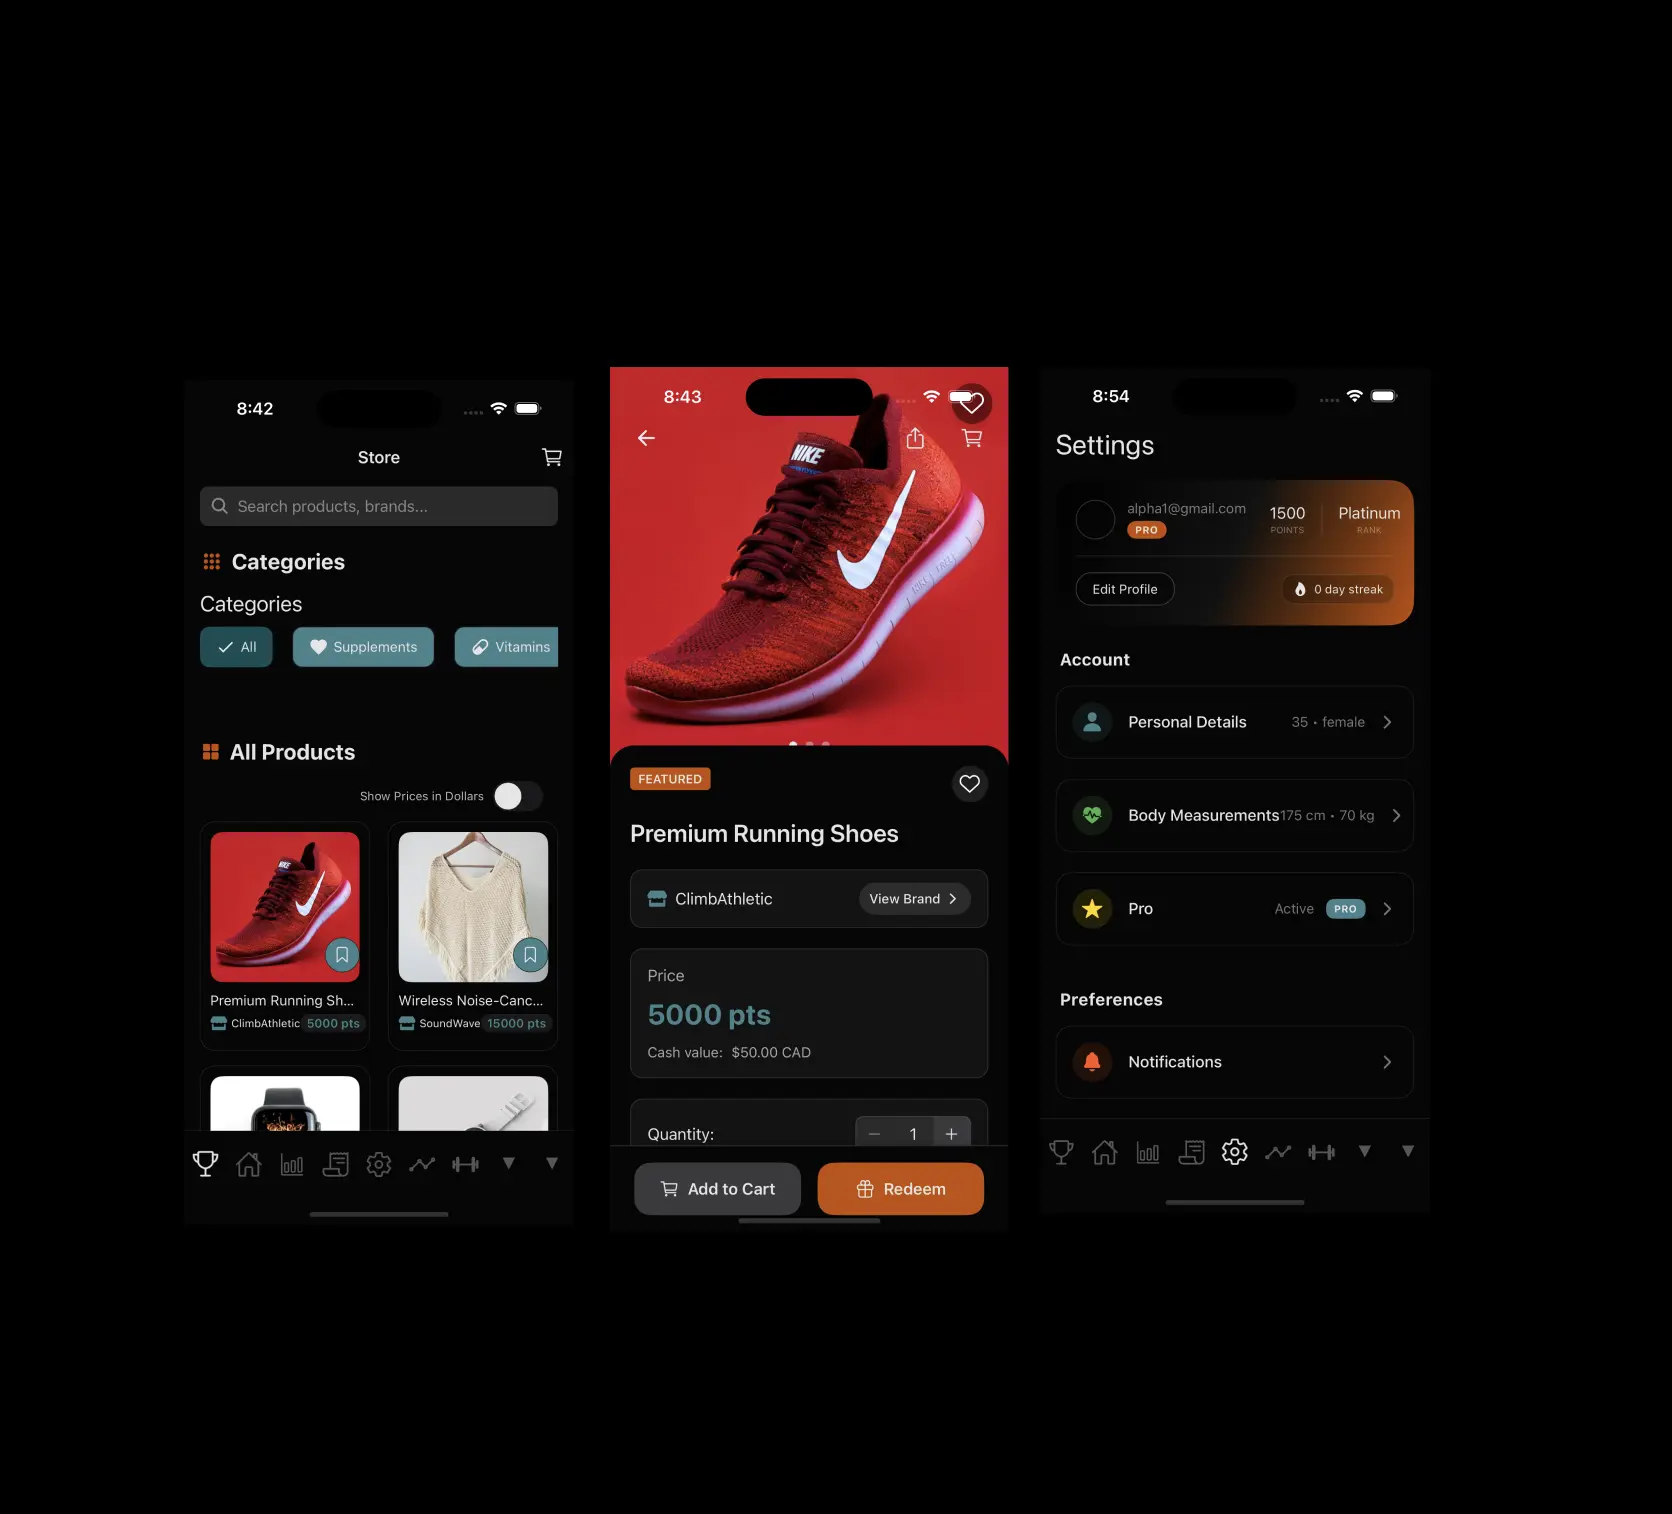 8:42
Store
Search products, brands...
Categories
Categories
All
Supplements
Vitamins
All Products
Show Prices in Dollars
NIKE
Premium Running Sh...
ClimbAthletic
5000 pts
Wireless Noise-Canc...
SoundWave
15000 pts
8:43
NIKE
FEATURED
Premium Running Shoes
ClimbAthletic
View Brand
Price
5000 pts
Cash value: $50.00 CAD
Quantity:
1
Add to Cart
Redeem
8:54
Settings
alpha1@gmail.com
PRO
1500
POINTS
Platinum
RANK
Edit Profile
0 day streak
Account
Personal Details
35 • female
Body Measurements
175 cm • 70 kg
Pro
Active
PRO
Preferences
Notifications